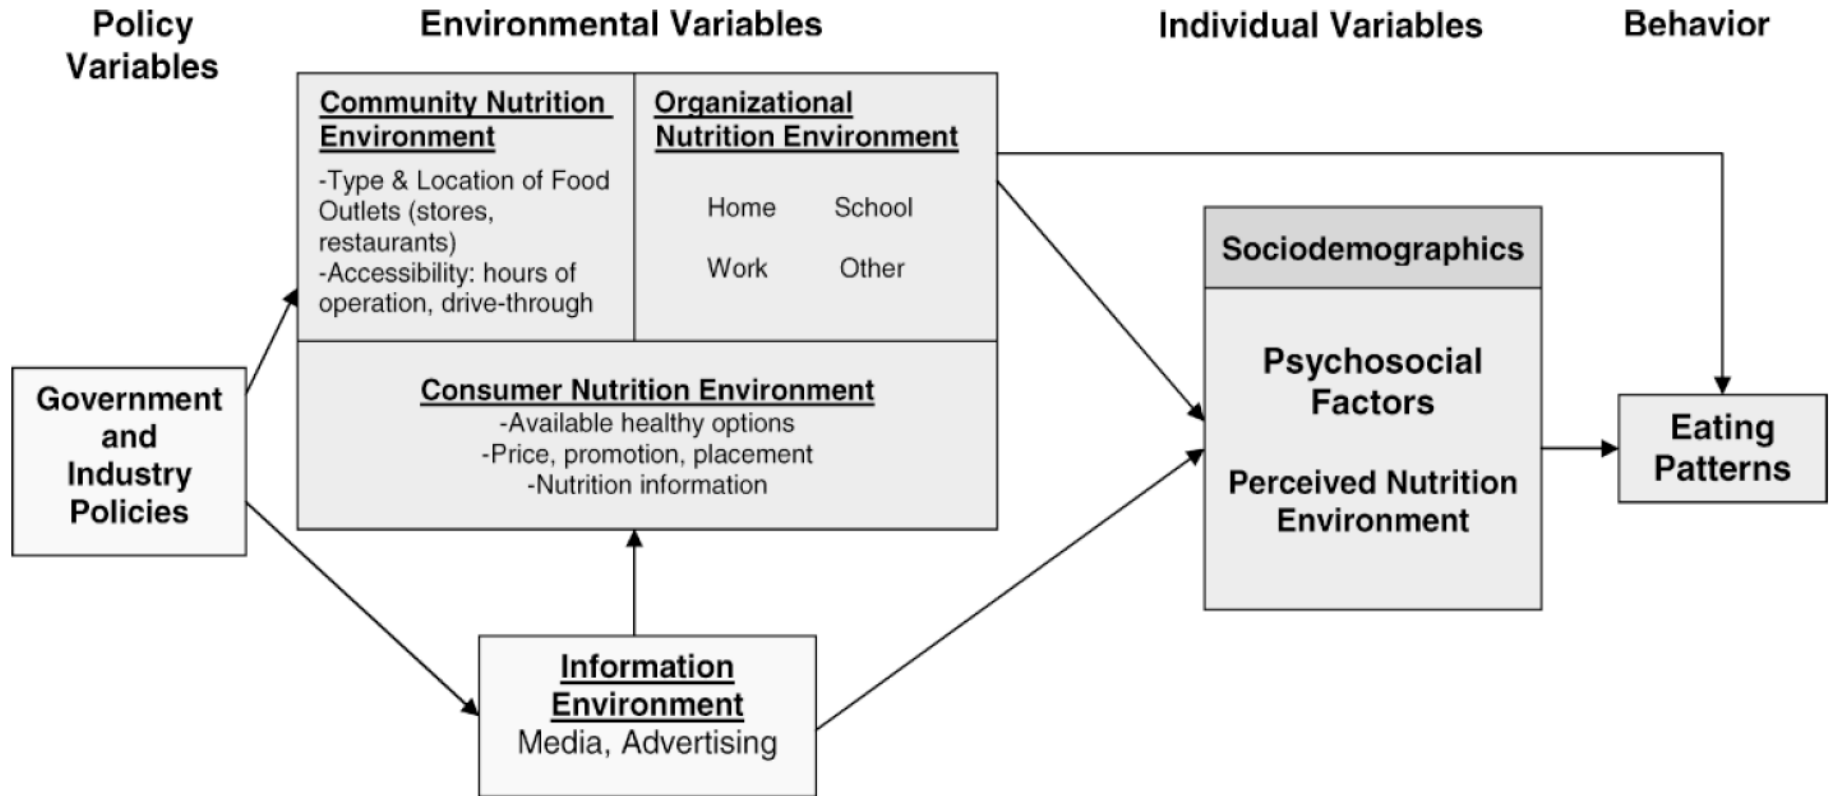 Policy
Variables
Environmental Variables
Individual Variables
Behavior
Community Nutrition
Environment
-Type & Location of Food
Outlets (stores,
restaurants)
-Accessibility: hours of
operation, drive-through
Organizational
Nutrition Environment
Home School
Work Other
Consumer Nutrition Environment
-Available healthy options
-Price, promotion, placement
-Nutrition information
Government
and
Industry
Policies
Information
Environment
Media, Advertising
Sociodemographics
Psychosocial
Factors
Perceived Nutrition
Environment
Eating
Patterns